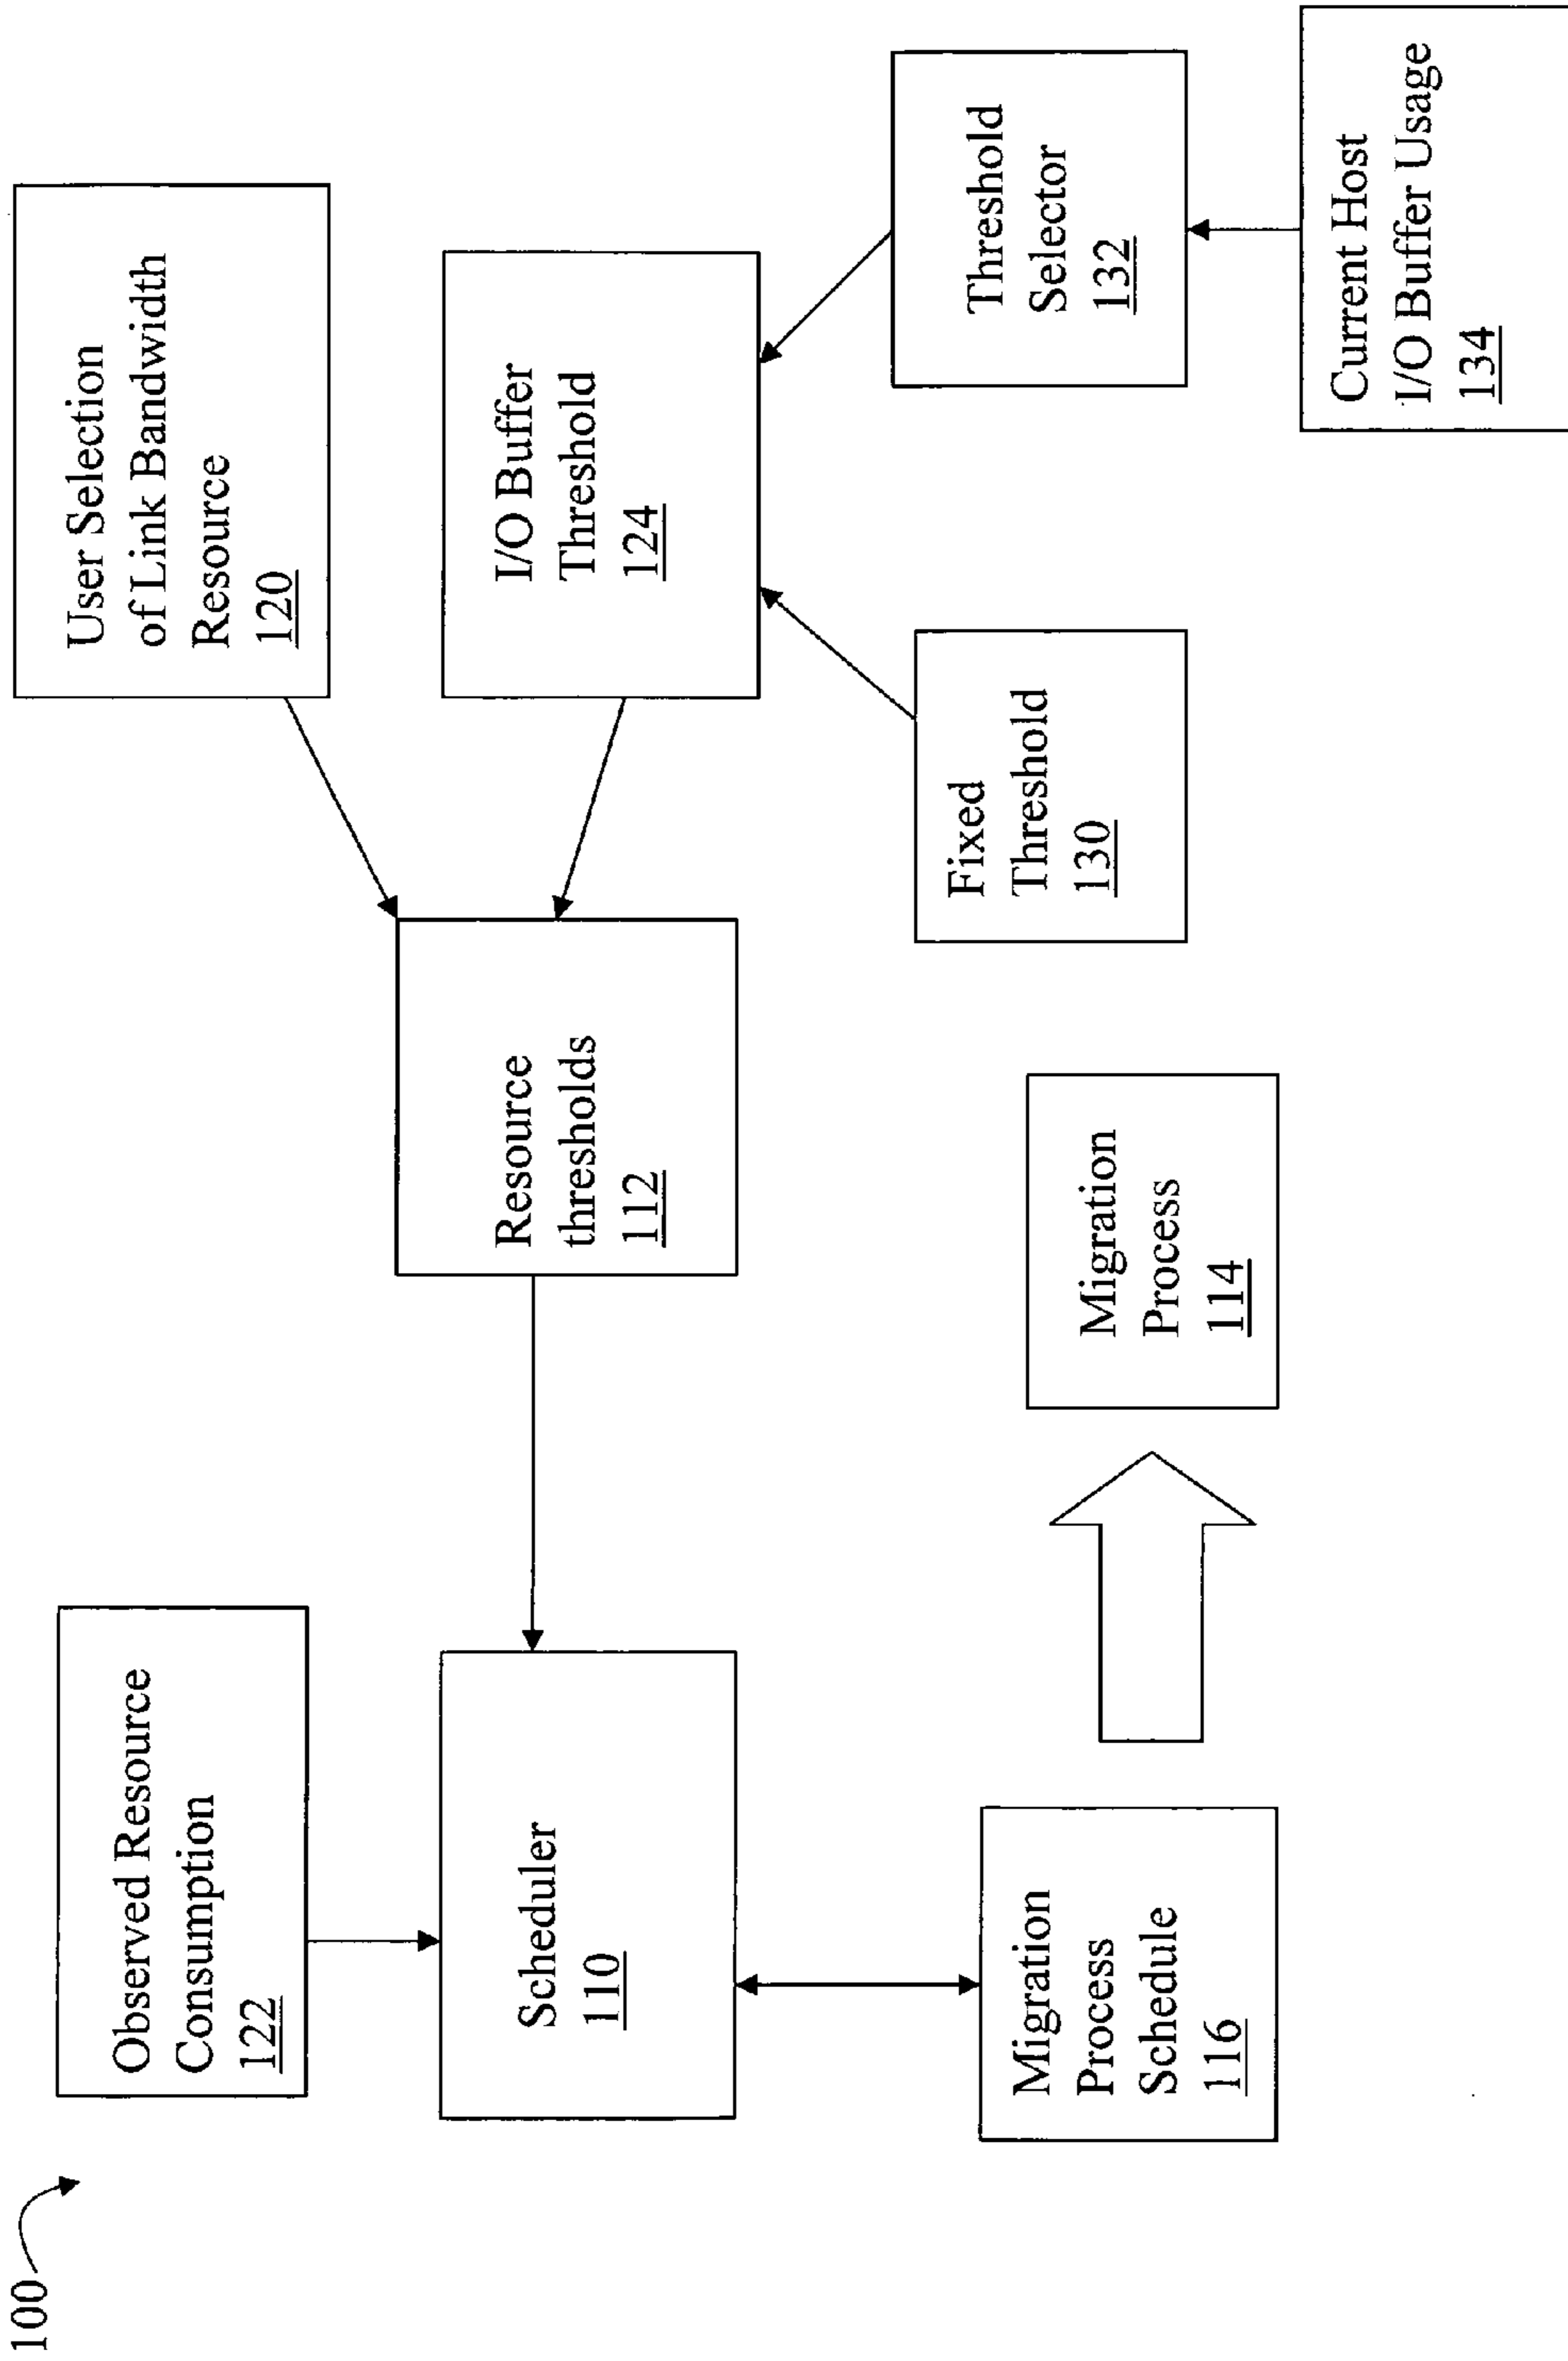 100
Observed Resource
Consumption
122
User Selection
of Link Bandwidth
Resource
120
Scheduler
110
Resource
thresholds
112
I/O Buffer
Threshold
124
Migration
Process
Schedule
116
Migration
Process
114
Fixed
Threshold
130
Threshold
Selector
132
Current Host
I/O Buffer Usage
134